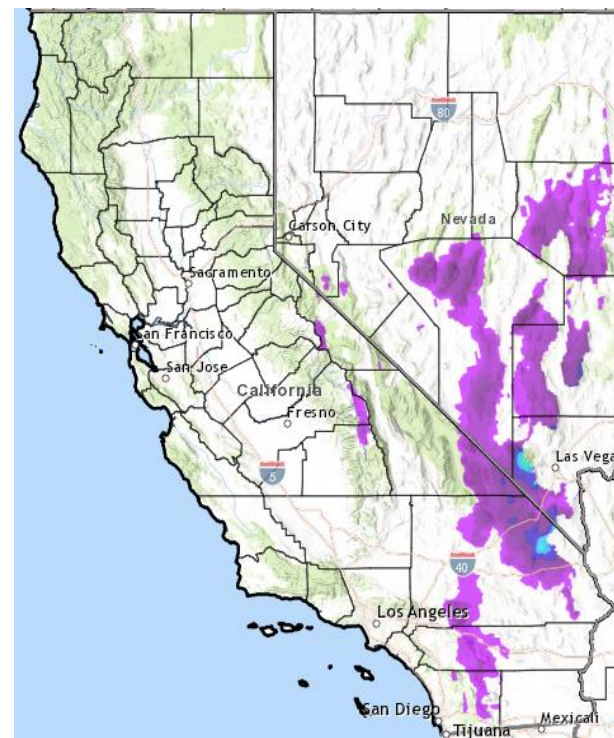 80
Carson City
Nevada
Sacramento
San Francisco
San Jose
California
Fresno
Las Vega
5
40
Los Angeles
San Diego
Mexicali
Tijuana